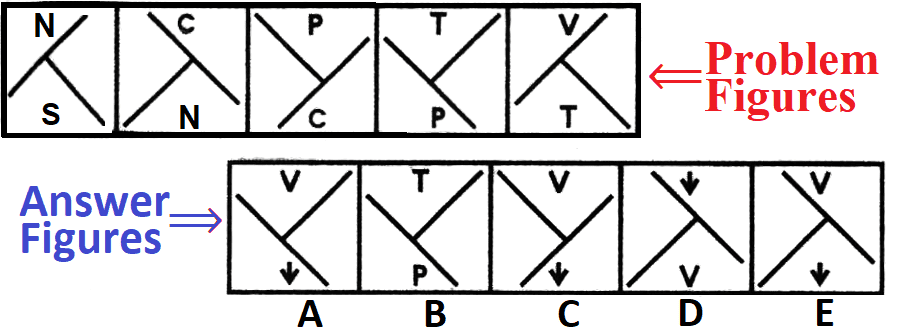 N C P T V
S N C P T
Problem
Figures
Answer
Figures
V T V ↓ V
↓ P ↓ V ↓
A B C D E